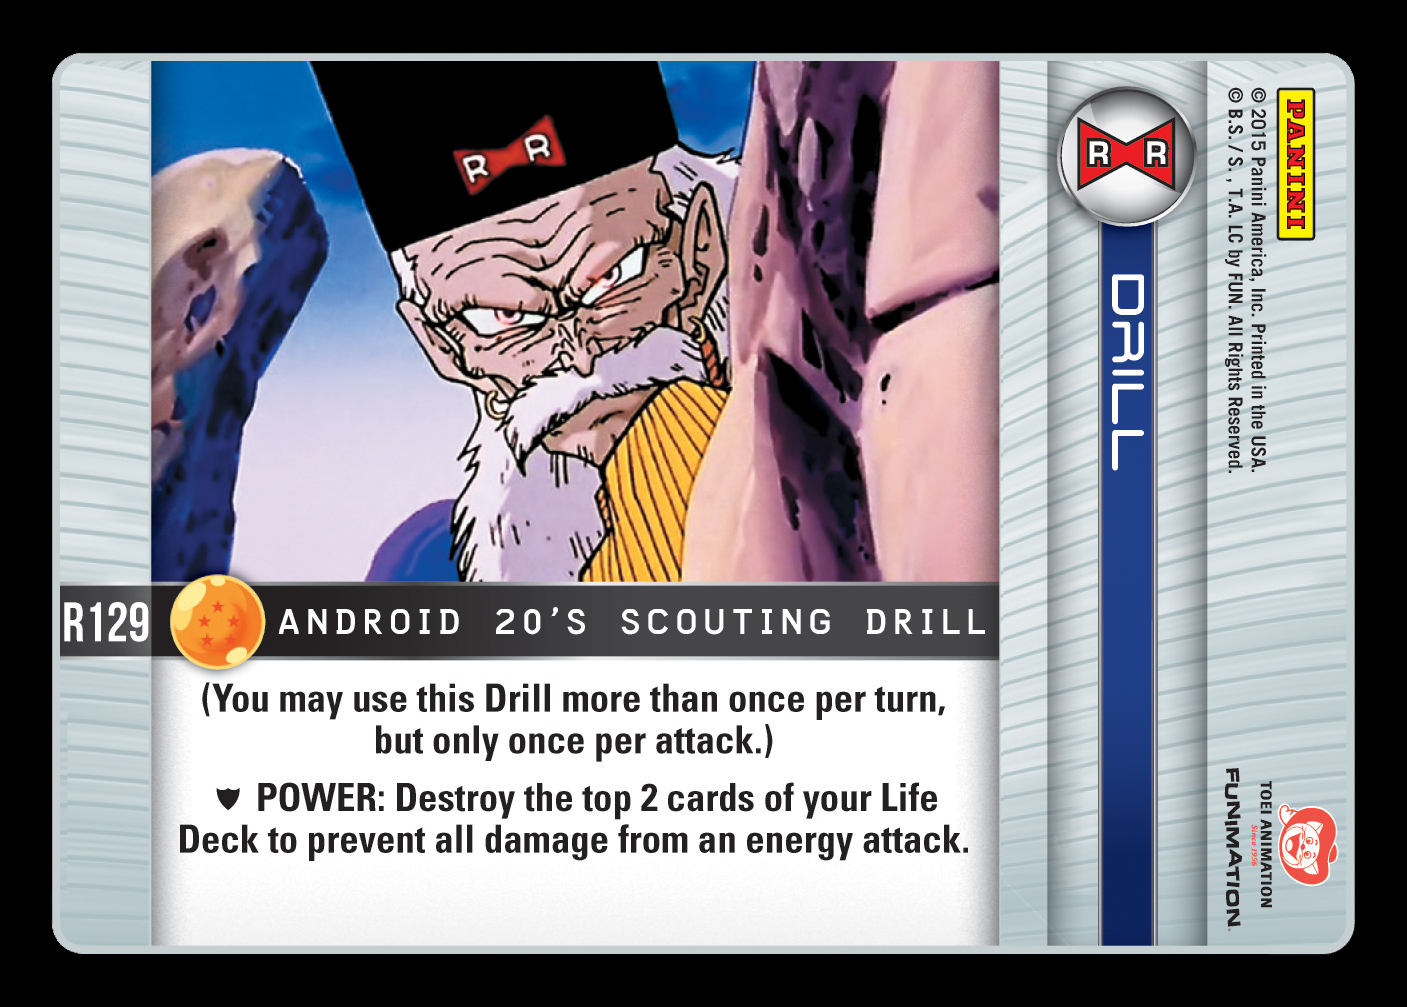 R R
R129
ANDROID 20'S SCOUTING DRILL
(You may use this Drill more than once per turn,
but only once per attack.)
POWER: Destroy the top 2 cards of your Life
Deck to prevent all damage from an energy attack.
R R
DRILL
PANINI
© 2015 Panini America, Inc. Printed in the USA.
© B.S./ S. , T.A. LC by FUN. All Rights Reserved.
TOEI ANIMATION
Since 1956
FUNIMATION